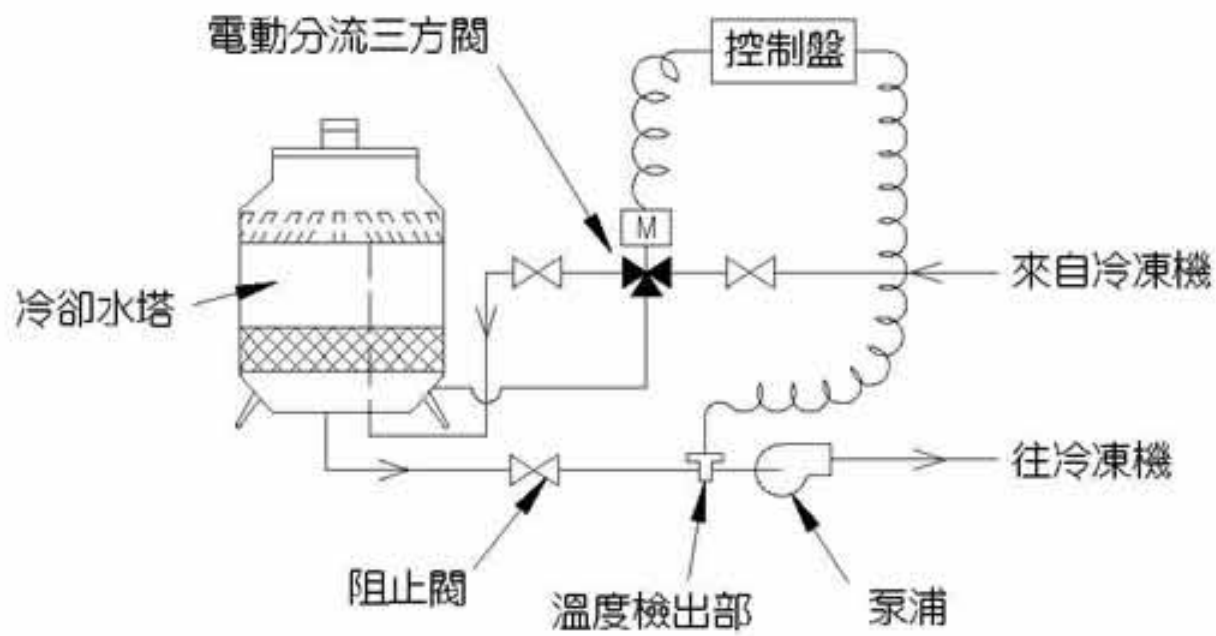 電動分流三方閥
控制盤
M
來自冷凍機
冷卻水塔
往冷凍機
阻止閥
溫度檢出部
泵浦